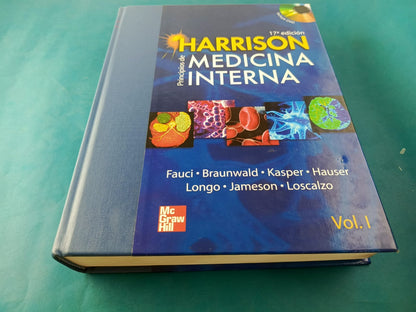 17ª edición
HARRISON
Principios de
MEDICINA
INTERNA
Fauci · Braunwald · Kasper · Hauser
Longo · Jameson · Loscalzo
Mc
Graw
Hill
Vol. I